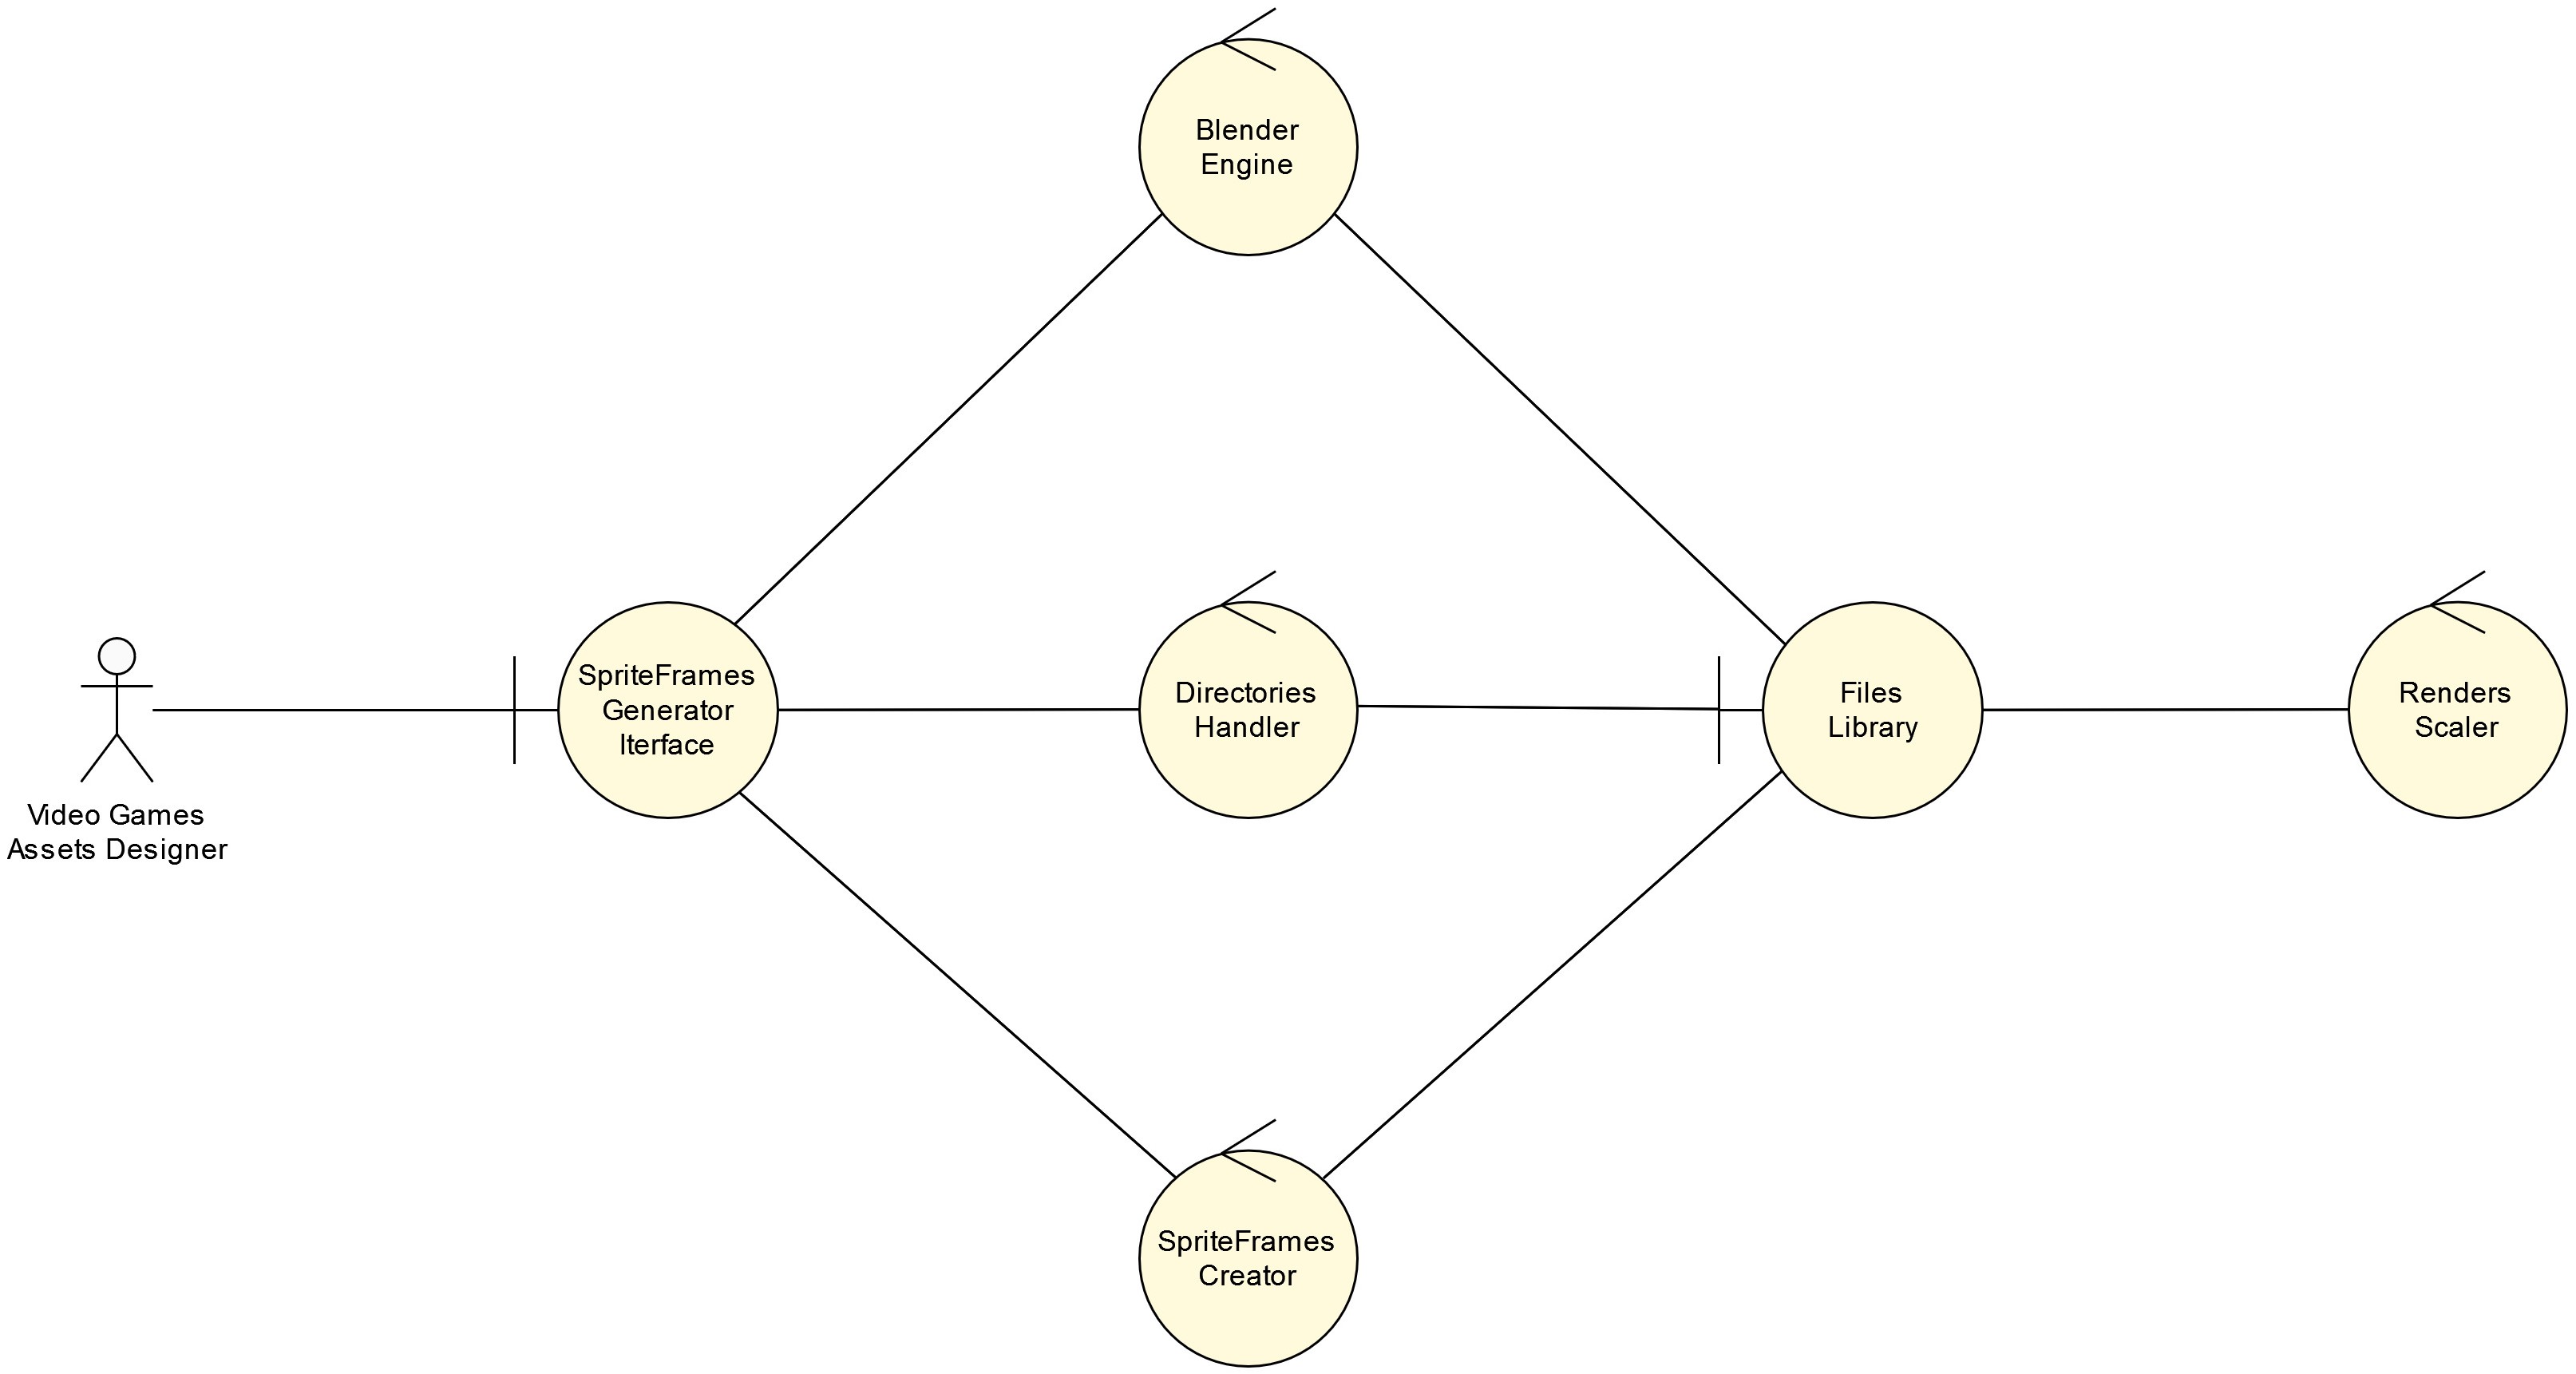 Blender
Engine
SpriteFrames
Generator
Iterface
Directories
Handler
Files
Library
Renders
Scaler
Video Games
Assets Designer
SpriteFrames
Creator